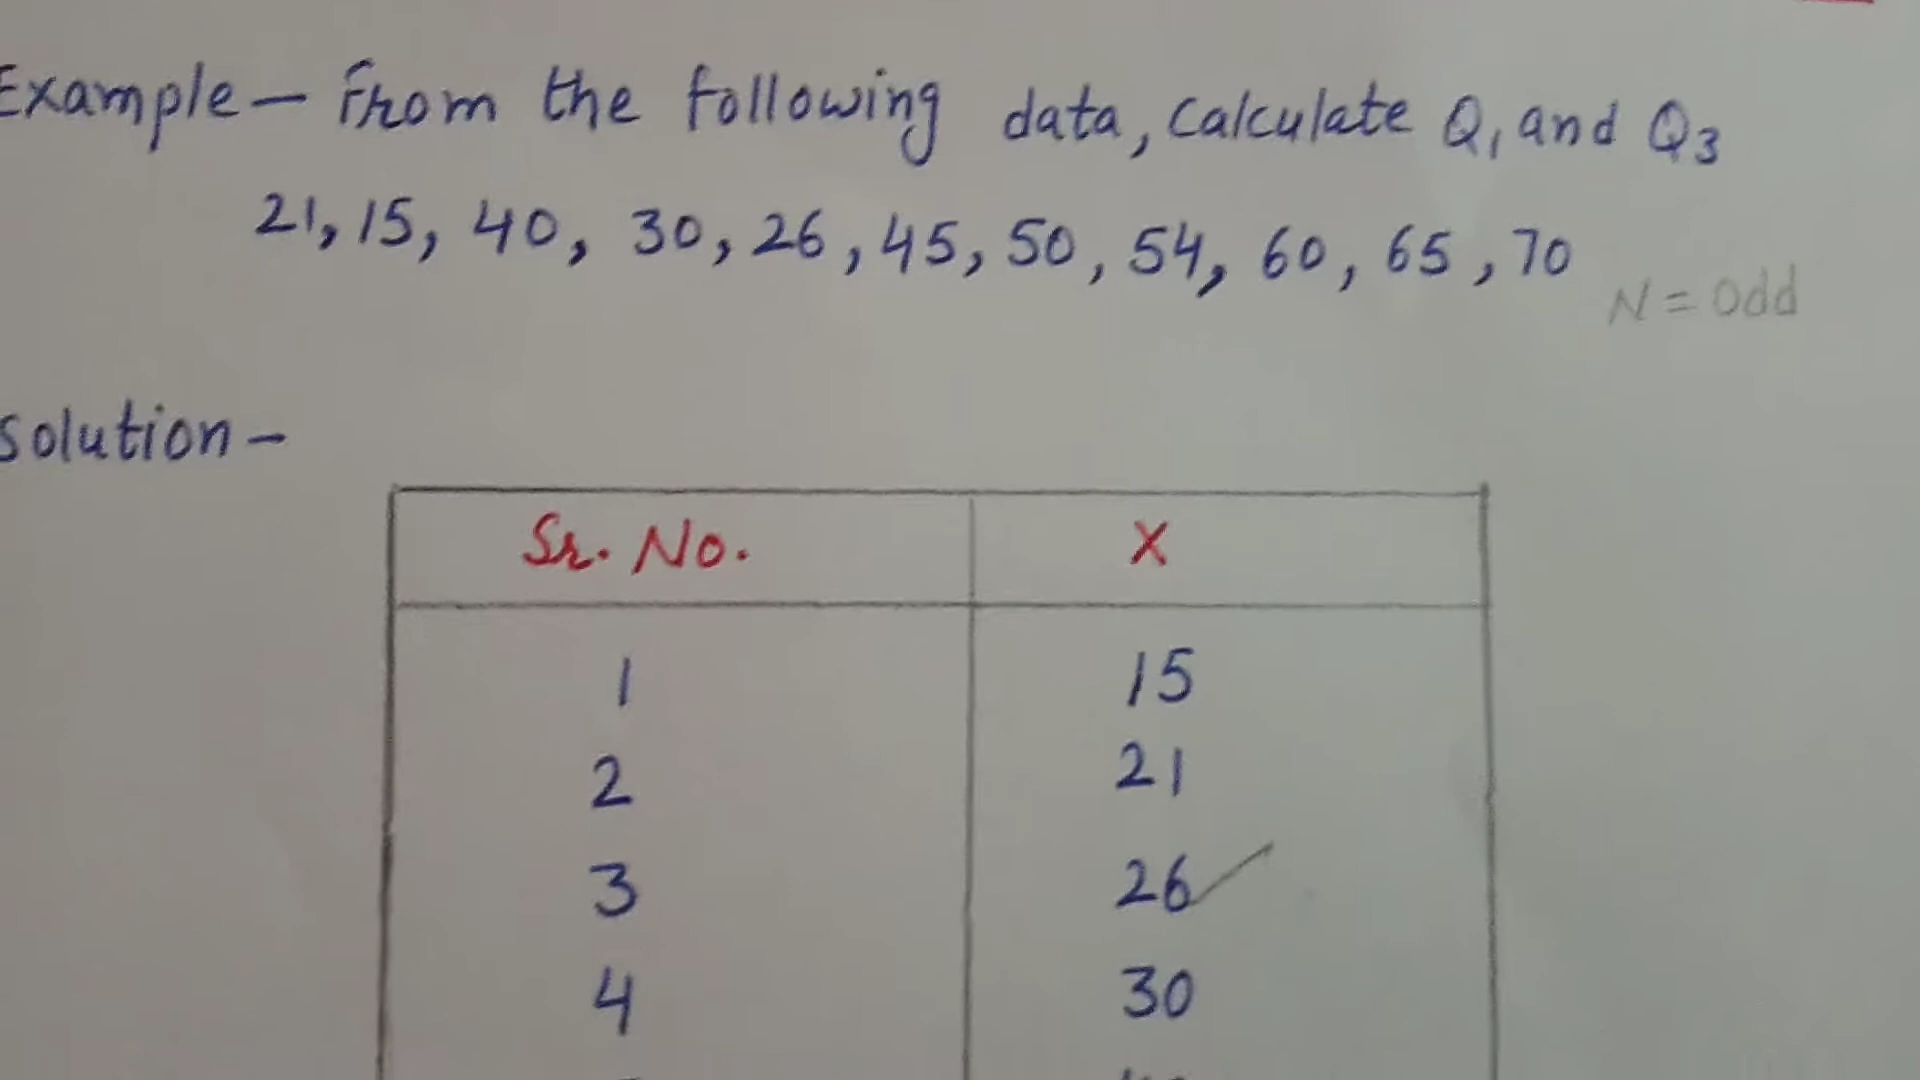 Example- From the following data, Calculate Q1 and Q3
21, 15, 40, 30, 26, 45, 50, 54, 60, 65, 70
N = Odd
Solution-
Sr. No. X
1 15
2 21
3 26
4 30